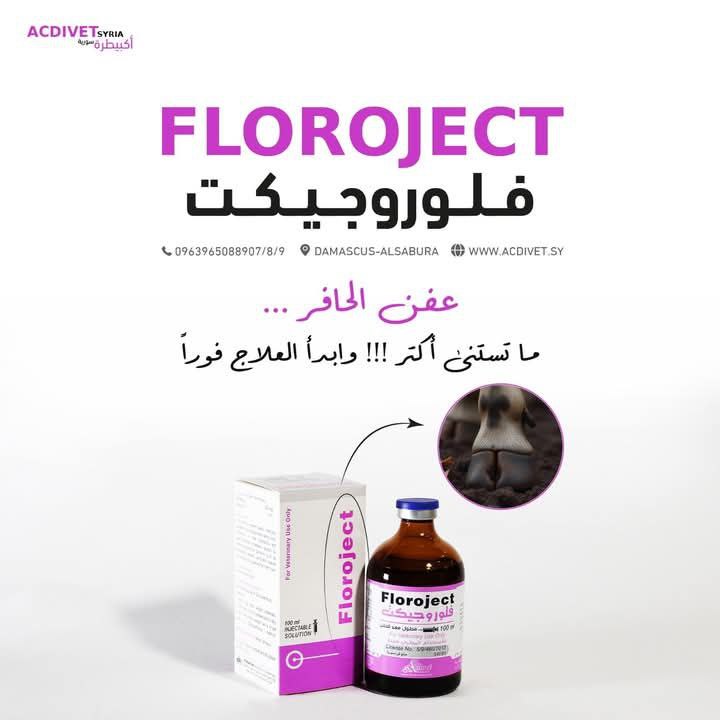 ACDIVET SYRIA
أكبيطرة سورية
FLOROJECT
فلوروجيكت
0963965088907/8/9 DAMASCUS-ALSABURA WWW.ACDIVET.SY
عفن الحافر ...
ما تستنى أكتر !!! وابدأ العلاج فوراً
For Veterinary Use Only
Floroject
100 ml
INJECTABLE
SOLUTION
Floroject
فلوروجيكت
100 ml
For Veterinary Use Only